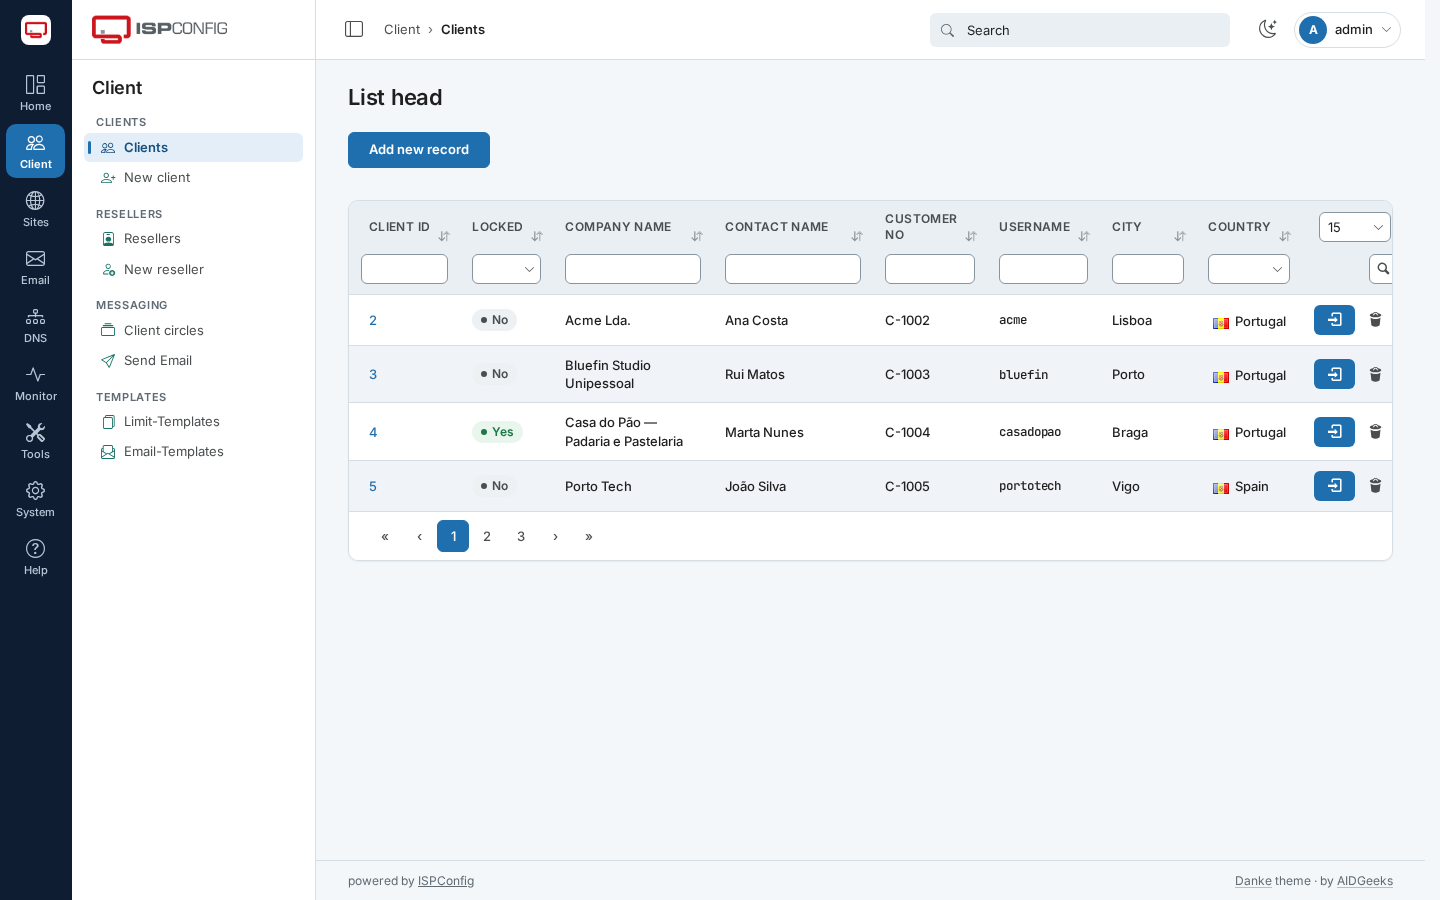 ISPCONFIG
Client › Clients
Search
A admin
Home
Client
Sites
Email
DNS
Monitor
Tools
System
Help
Client
CLIENTS
Clients
New client
RESELLERS
Resellers
New reseller
MESSAGING
Client circles
Send Email
TEMPLATES
Limit-Templates
Email-Templates
List head
Add new record
CLIENT ID LOCKED COMPANY NAME CONTACT NAME CUSTOMER NO USERNAME CITY COUNTRY 15
2 No Acme Lda. Ana Costa C-1002 acme Lisboa Portugal
3 No Bluefin Studio Unipessoal Rui Matos C-1003 bluefin Porto Portugal
4 Yes Casa do Pão — Padaria e Pastelaria Marta Nunes C-1004 casadopao Braga Portugal
5 No Porto Tech João Silva C-1005 portotech Vigo Spain
« ‹ 1 2 3 › »
powered by ISPConfig
Danke theme · by AIDGeeks